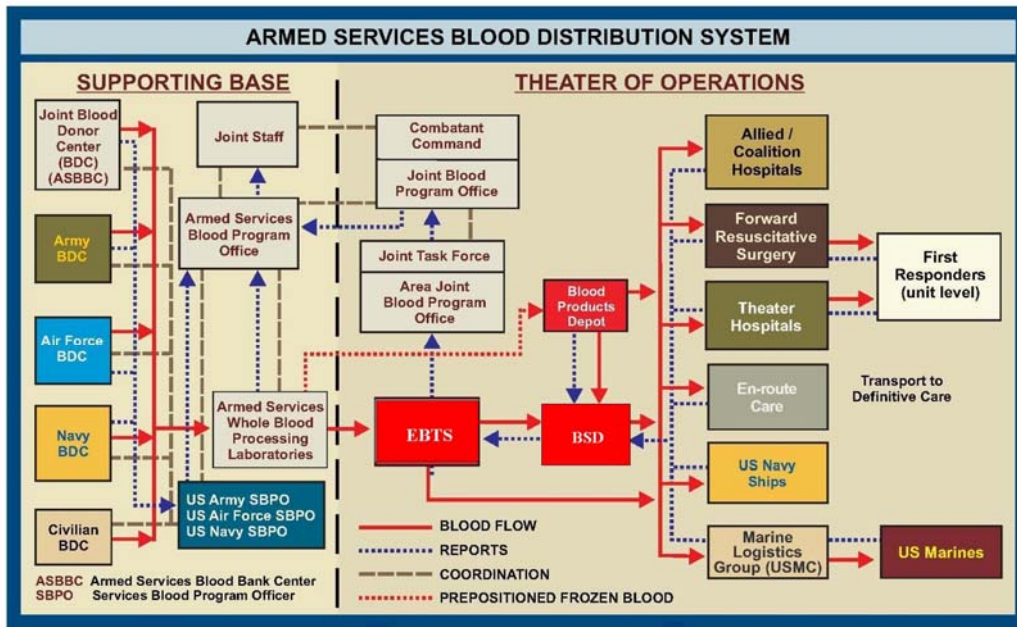 ARMED SERVICES BLOOD DISTRIBUTION SYSTEM
SUPPORTING BASE
Joint Blood
Donor
Center
(BDC)
(ASBBC)
Joint Staff
Army
BDC
Armed Services
Blood Program
Office
Air Force
BDC
Navy
BDC
Armed Services
Whole Blood
Processing
Laboratories
Civilian
BDC
US Army SBPO
US Air Force SBPO
US Navy SBPO
ASBBC Armed Services Blood Bank Center
SBPO Services Blood Program Officer
THEATER OF OPERATIONS
Combatant
Command
Joint Blood
Program Office
Joint Task Force
Area Joint
Blood Program
Office
Blood
Products
Depot
EBTS
BSD
Allied /
Coalition
Hospitals
Forward
Resuscitative
Surgery
First
Responders
(unit level)
Theater
Hospitals
En-route
Care
Transport to
Definitive Care
US Navy
Ships
Marine
Logistics
Group (USMC)
US Marines
BLOOD FLOW
REPORTS
COORDINATION
PREPOSITIONED FROZEN BLOOD